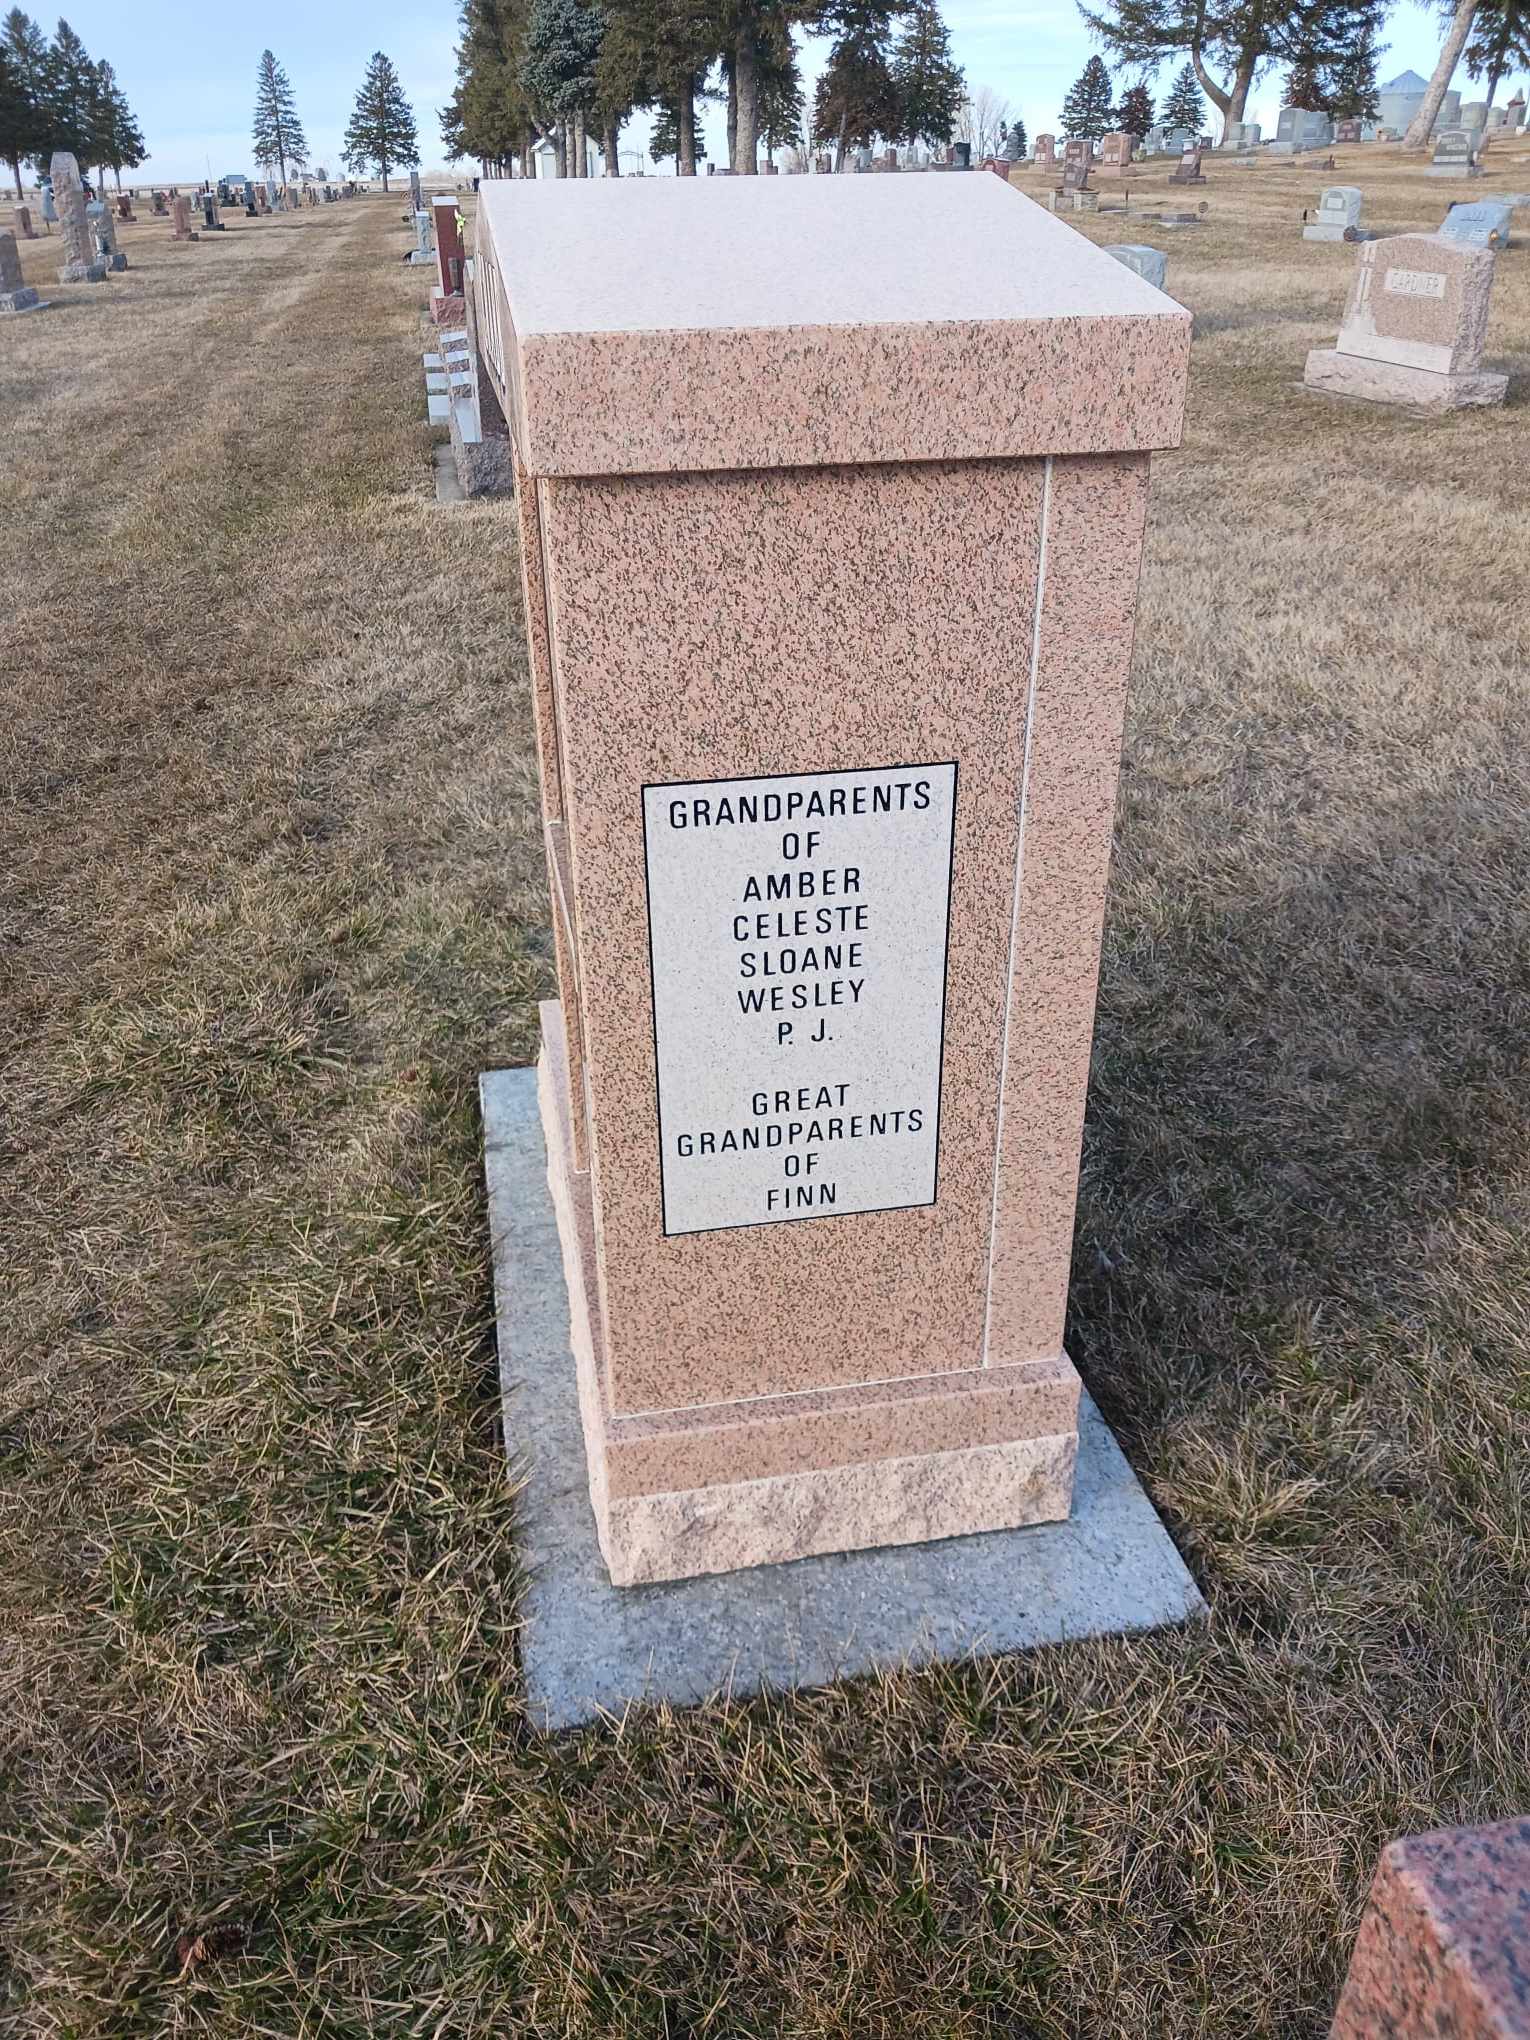 GRANDPARENTS
OF
AMBER
CELESTE
SLOANE
WESLEY
P. J.
GREAT
GRANDPARENTS
OF
FINN
GARDNER